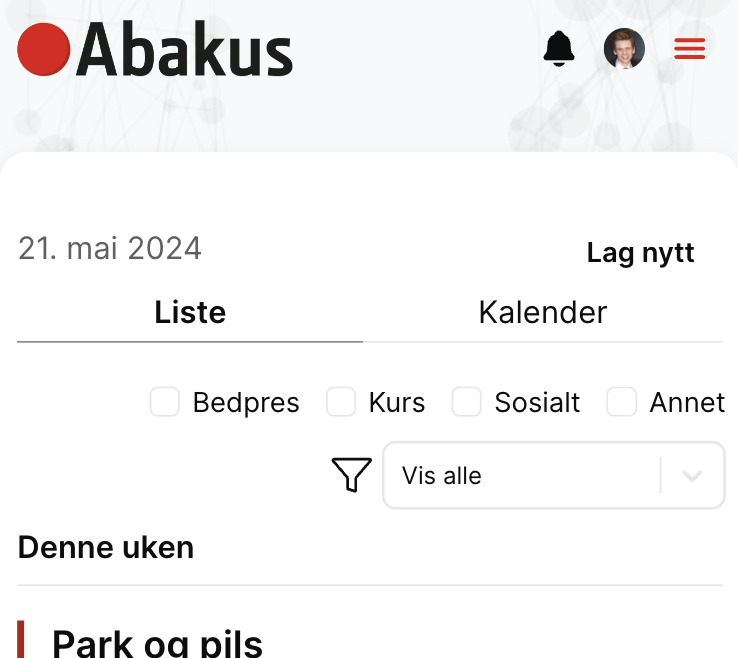 Abakus
21. mai 2024
Lag nytt
Liste
Kalender
Bedpres
Kurs
Sosialt
Annet
Vis alle
Denne uken
Park og pils